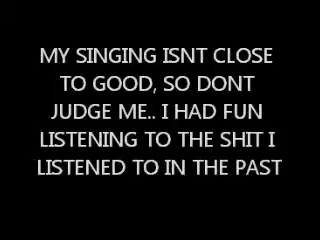 MY SINGING ISNT CLOSE
TO GOOD, SO DONT
JUDGE ME.. I HAD FUN
LISTENING TO THE SHIT I
LISTENED TO IN THE PAST